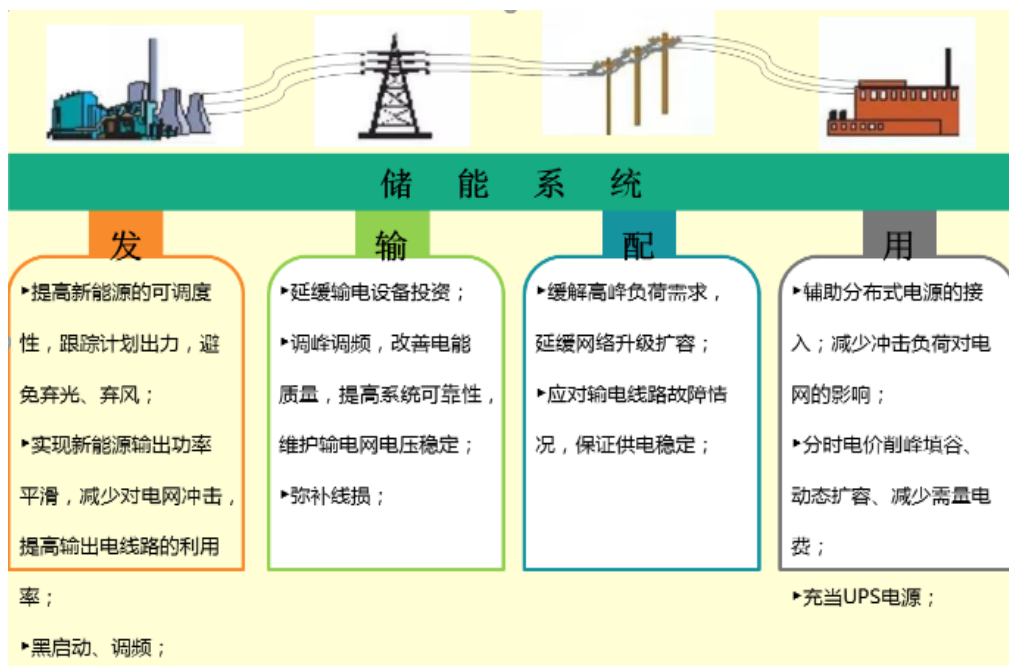 储能系统
发
▸提高新能源的可调度
性，跟踪计划出力，避
免弃光、弃风；
▸实现新能源输出功率
平滑，减少对电网冲击，
提高输出电线路的利用
率；
▸黑启动、调频；
输
▸延缓输电设备投资；
▸调峰调频，改善电能
质量，提高系统可靠性，
维护输电网电压稳定；
▸弥补线损；
配
▸缓解高峰负荷需求，
延缓网络升级扩容；
▸应对输电线路故障情
况，保证供电稳定；
用
▸辅助分布式电源的接
入；减少冲击负荷对电
网的影响；
▸分时电价削峰填谷、
动态扩容、减少需量电
费；
▸充当UPS电源；